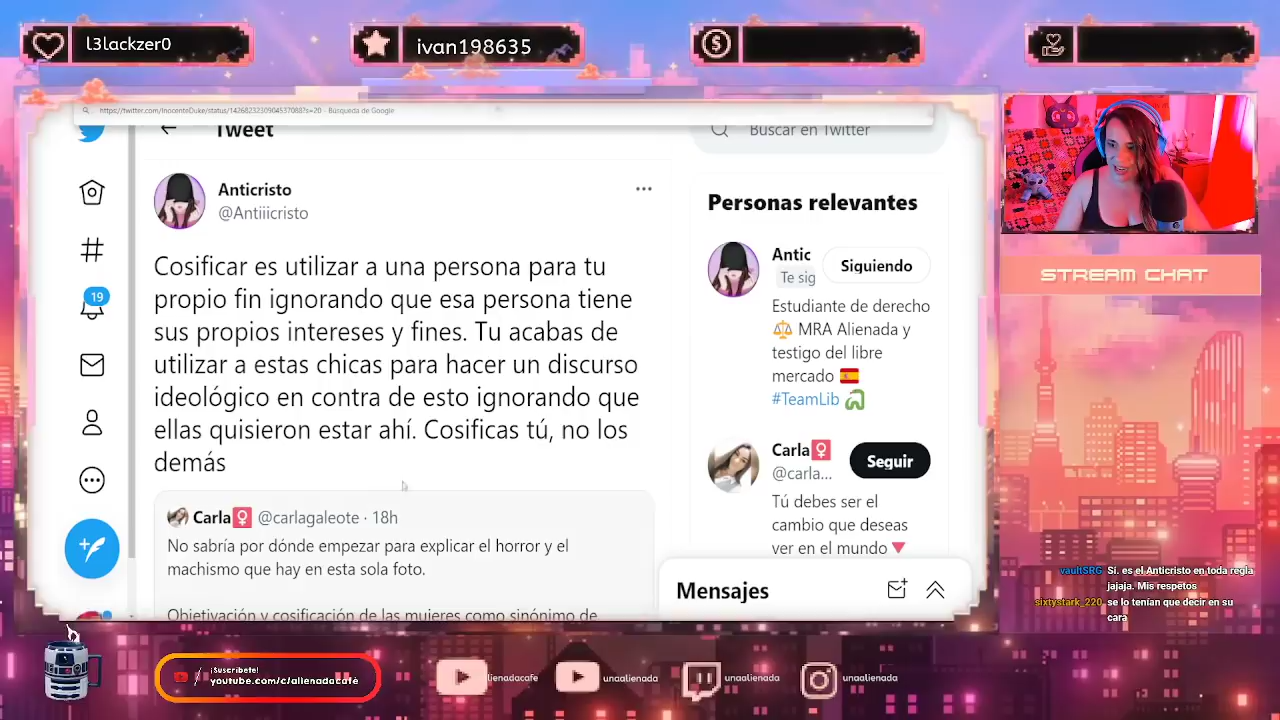 l3lackzer0
ivan198635
https://twitter.com/InocenteDuke/status/1426823230904537088?s=20 - Búsqueda de Google
Tweet
Buscar en Twitter
Anticristo
@Antiiicristo
Cosificar es utilizar a una persona para tu
propio fin ignorando que esa persona tiene
sus propios intereses y fines. Tu acabas de
utilizar a estas chicas para hacer un discurso
ideológico en contra de esto ignorando que
ellas quisieron estar ahí. Cosificas tú, no los
demás
Carla @carlagaleote · 18h
No sabría por dónde empezar para explicar el horror y el
machismo que hay en esta sola foto.
Objetivación y cosificación de las mujeres como sinónimo de
19
Personas relevantes
Antic
Te sig
Siguiendo
Estudiante de derecho
MRA Alienada y
testigo del libre
mercado
#TeamLib
Carla
@carla...
Seguir
Tú debes ser el
cambio que deseas
ver en el mundo
Mensajes
STREAM CHAT
vaultSRG Sí. es el Anticristo en toda regla
jajaja. Mis respetos
sixtystark_220 se lo tenían que decir en su
cara
¡Suscríbete!
youtube.com/c/alienadacafe
lienadacafe
unaalienada
unaalienada
unaalienada